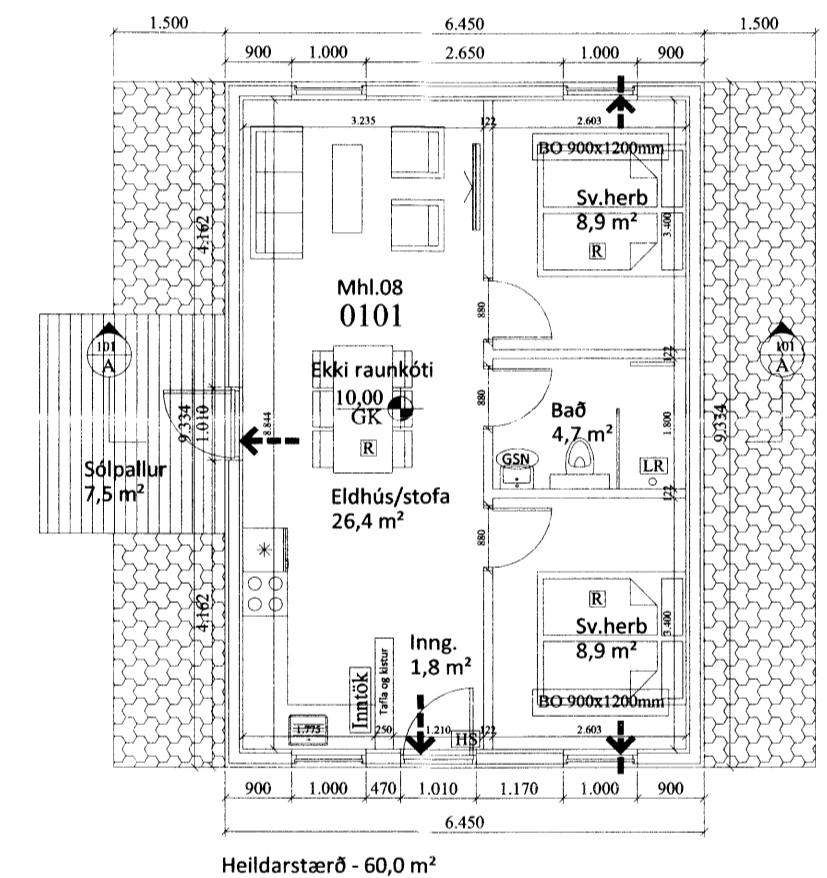 1.500 6.450 1.500
900 1.000 2.650 1.000 900
3.235 122 2.603
BO 900x1200mm
Sv.herb
8,9 m²
3.400
R
4.162
Mhl.08
0101
880
101
A
101
A
122
Ekki raunkóti
10,00
GK
R
880
Bað
4,7 m²
1.800
9.334
1.010
8.844
9.334
GSN
LR
Sólpallur
7,5 m²
Eldhús/stofa
26,4 m²
122
880
4.162
R
Sv.herb
8,9 m²
3.400
Inng.
1,8 m²
Inntök
Tafla og kistur
BO 900x1200mm
1.775 250 1.210 122 2.603
HS
900 1.000 470 1.010 1.170 1.000 900
6.450
Heildarstærð - 60,0 m²